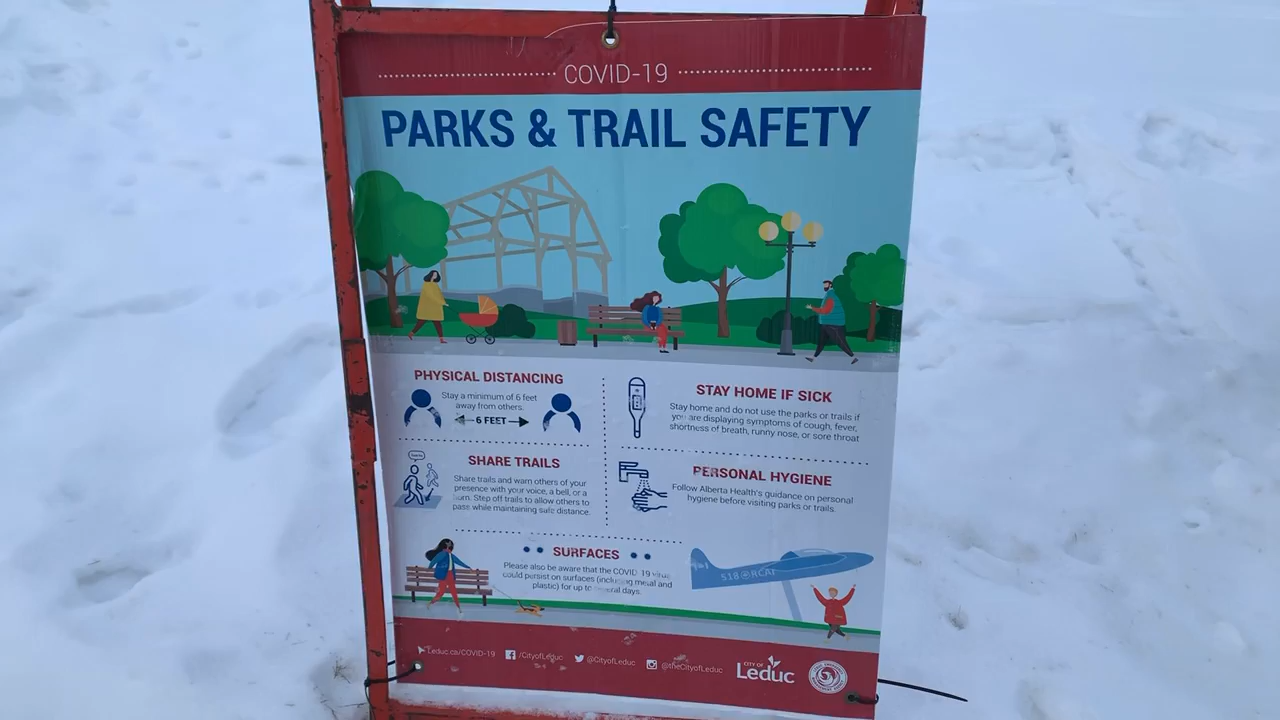 COVID-19
PARKS & TRAIL SAFETY
PHYSICAL DISTANCING
Stay a minimum of 6 feet
away from others.
6 FEET
STAY HOME IF SICK
Stay home and do not use the parks or trails if
you are displaying symptoms of cough, fever,
shortness of breath, runny nose, or sore throat
SHARE TRAILS
Share trails and warn others of your
presence with your voice, a bell, or a
horn. Step off trails to allow others to
pass while maintaining safe distance.
PERSONAL HYGIENE
Follow Alberta Health's guidance on personal
hygiene before visiting parks or trails.
SURFACES
Please also be aware that the COVID-19 virus
could persist on surfaces (including metal and
plastic) for up to several days.
518 RCAF
Leduc.ca/COVID-19 /CityofLeduc @CityofLeduc @theCityofLeduc
CITY OF
Leduc